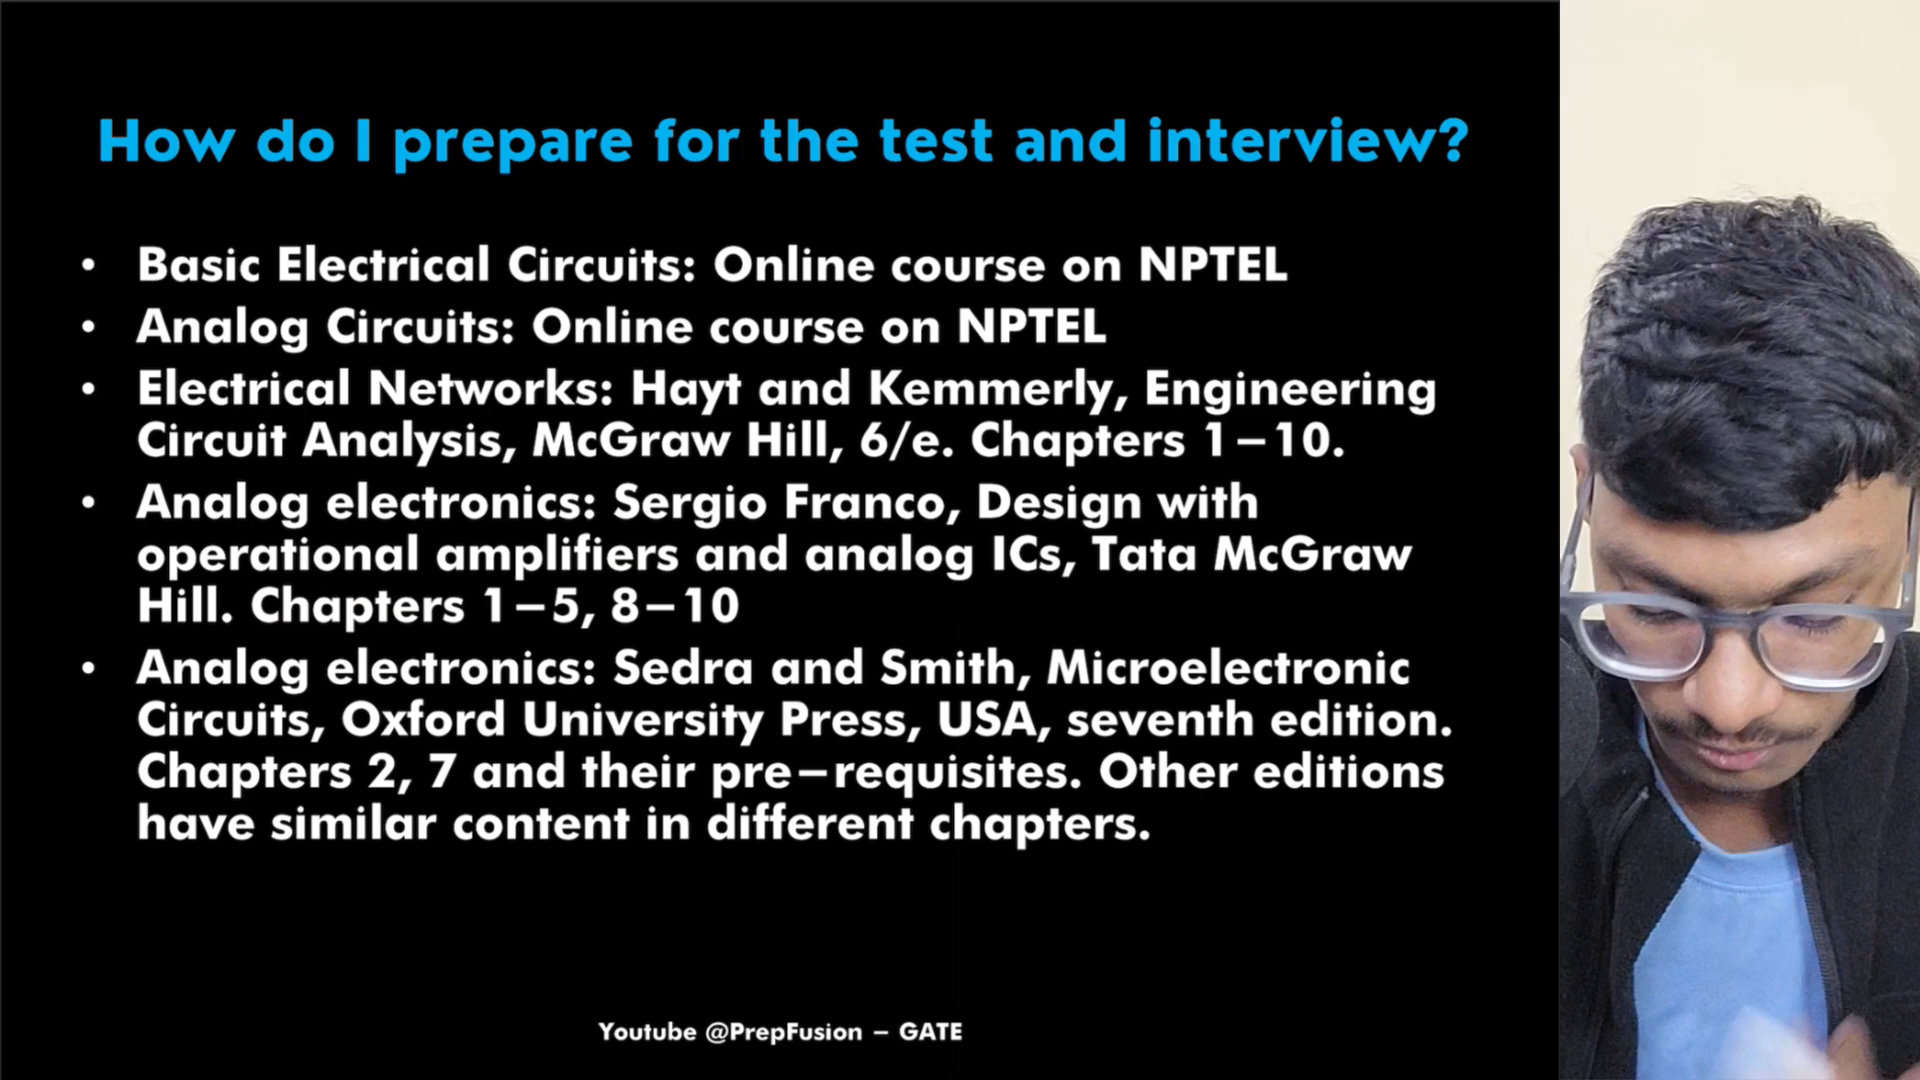 How do I prepare for the test and interview?
• Basic Electrical Circuits: Online course on NPTEL
• Analog Circuits: Online course on NPTEL
• Electrical Networks: Hayt and Kemmerly, Engineering
Circuit Analysis, McGraw Hill, 6/e. Chapters 1–10.
• Analog electronics: Sergio Franco, Design with
operational amplifiers and analog ICs, Tata McGraw
Hill. Chapters 1–5, 8–10
• Analog electronics: Sedra and Smith, Microelectronic
Circuits, Oxford University Press, USA, seventh edition.
Chapters 2, 7 and their pre–requisites. Other editions
have similar content in different chapters.
Youtube @PrepFusion – GATE